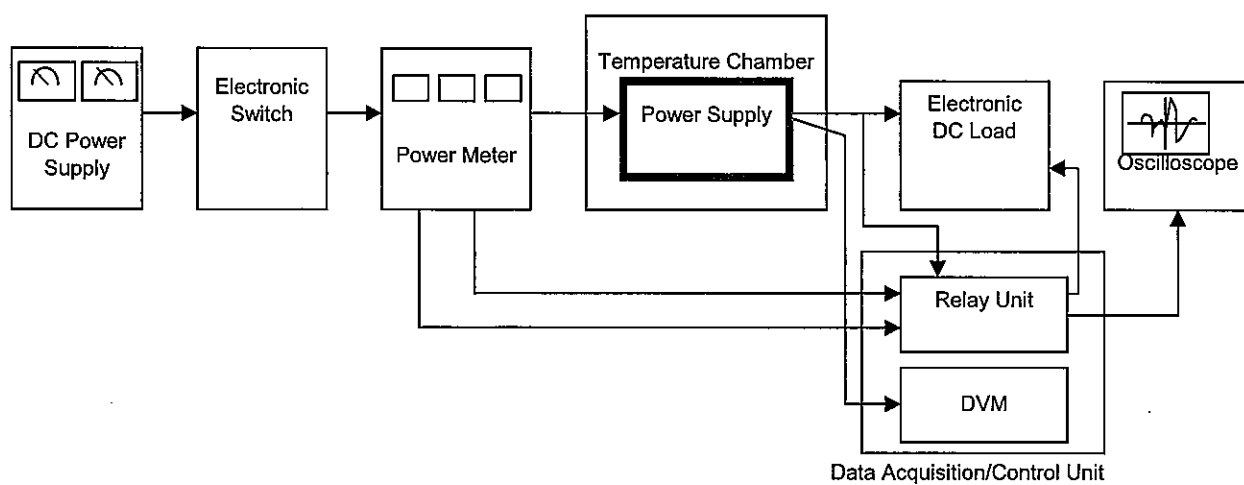 DC Power
Supply
Electronic
Switch
Power Meter
Temperature Chamber
Power Supply
Electronic
DC Load
Oscilloscope
Relay Unit
DVM
Data Acquisition/Control Unit